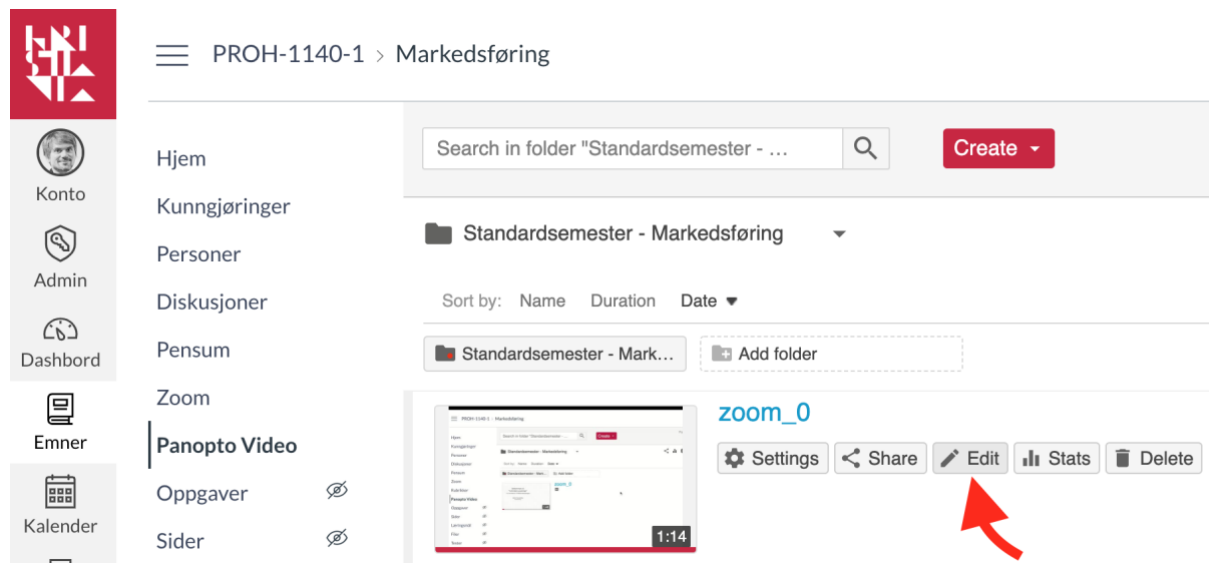 PROH-1140-1 > Markedsføring
Konto
Admin
Dashbord
Emner
Kalender
Hjem
Kunngjøringer
Personer
Diskusjoner
Pensum
Zoom
Panopto Video
Oppgaver
Sider
Search in folder "Standardsemester - ...
Create
Standardsemester - Markedsføring
Sort by: Name Duration Date
Standardsemester - Mark...
Add folder
1:14
zoom_0
Settings Share Edit Stats Delete